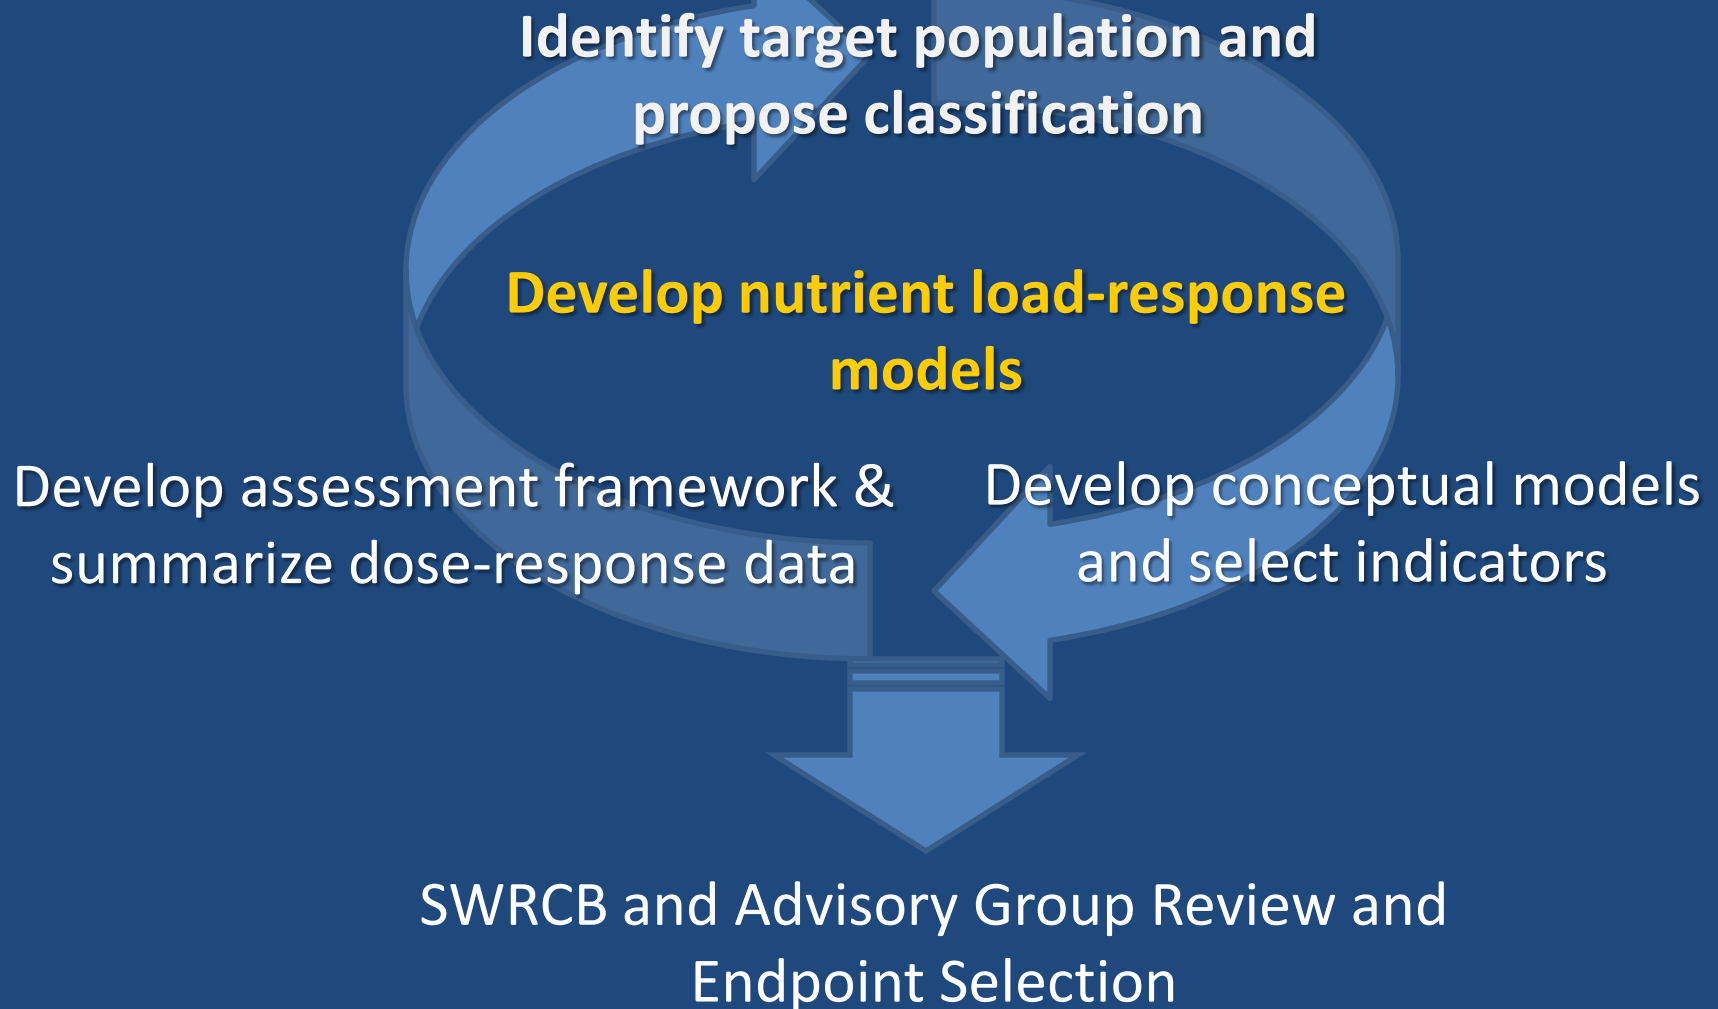 Identify target population and
propose classification
Develop nutrient load-response
models
Develop assessment framework &
summarize dose-response data
Develop conceptual models
and select indicators
SWRCB and Advisory Group Review and
Endpoint Selection